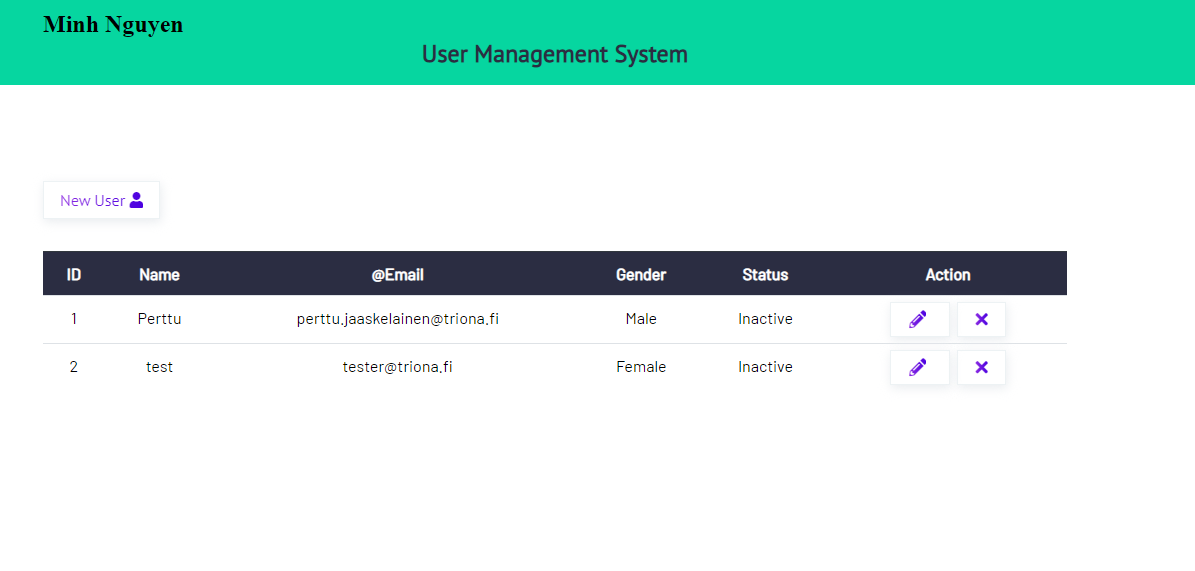 Minh Nguyen
User Management System
New User
ID Name @Email Gender Status Action
1 Perttu perttu.jaaskelainen@triona.fi Male Inactive
2 test tester@triona.fi Female Inactive